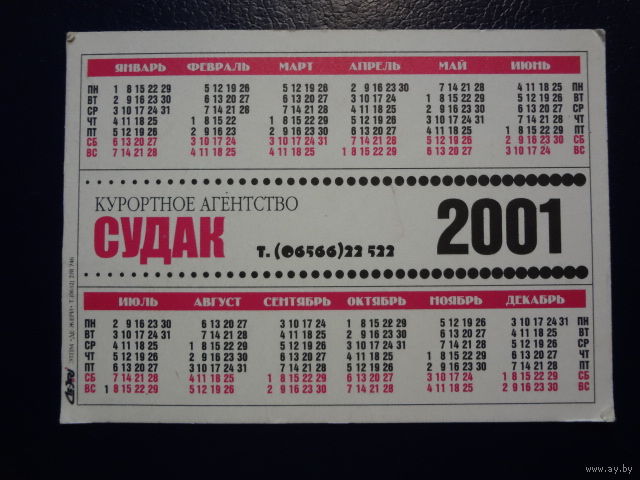 ЯНВАРЬ ФЕВРАЛЬ МАРТ АПРЕЛЬ МАЙ ИЮНЬ
ПН 1 8 15 22 29 5 12 19 26 5 12 19 26 2 9 16 23 30 7 14 21 28 4 11 18 25 ПН
ВТ 2 9 16 23 30 6 13 20 27 6 13 20 27 3 10 17 24 1 8 15 22 29 5 12 19 26 ВТ
СР 3 10 17 24 31 7 14 21 28 7 14 21 28 4 11 18 25 2 9 16 23 30 6 13 20 27 СР
ЧТ 4 11 18 25 1 8 15 22 1 8 15 22 29 5 12 19 26 3 10 17 24 31 7 14 21 28 ЧТ
ПТ 5 12 19 26 2 9 16 23 2 9 16 23 30 6 13 20 27 4 11 18 25 1 8 15 22 29 ПТ
СБ 6 13 20 27 3 10 17 24 3 10 17 24 31 7 14 21 28 5 12 19 26 2 9 16 23 30 СБ
ВС 7 14 21 28 4 11 18 25 4 11 18 25 1 8 15 22 29 6 13 20 27 3 10 17 24 ВС
КУРОРТНОЕ АГЕНТСТВО
СУДАК т. (06566)22 522 2001
ИЮЛЬ АВГУСТ СЕНТЯБРЬ ОКТЯБРЬ НОЯБРЬ ДЕКАБРЬ
ПН 2 9 16 23 30 6 13 20 27 3 10 17 24 1 8 15 22 29 5 12 19 26 3 10 17 24 31 ПН
ВТ 3 10 17 24 31 7 14 21 28 4 11 18 25 2 9 16 23 30 6 13 20 27 4 11 18 25 ВТ
СР 4 11 18 25 1 8 15 22 29 5 12 19 26 3 10 17 24 31 7 14 21 28 5 12 19 26 СР
ЧТ 5 12 19 26 2 9 16 23 30 6 13 20 27 4 11 18 25 1 8 15 22 29 6 13 20 27 ЧТ
ПТ 6 13 20 27 3 10 17 24 31 7 14 21 28 5 12 19 26 2 9 16 23 30 7 14 21 28 ПТ
СБ 7 14 21 28 4 11 18 25 1 8 15 22 29 6 13 20 27 3 10 17 24 1 8 15 22 29 СБ
ВС 1 8 15 22 29 5 12 19 26 2 9 16 23 30 7 14 21 28 4 11 18 25 2 9 16 23 30 ВС
www.ay.by